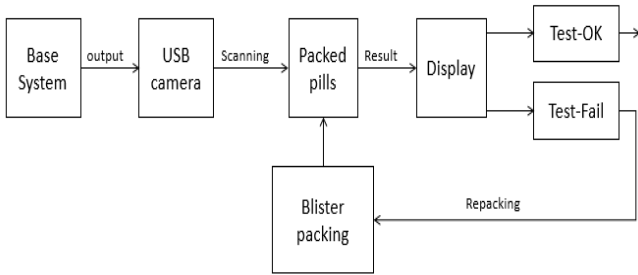 Base
System
output
USB
camera
Scanning
Packed
pills
Result
Display
Test-OK
Test-Fail
Repacking
Blister
packing